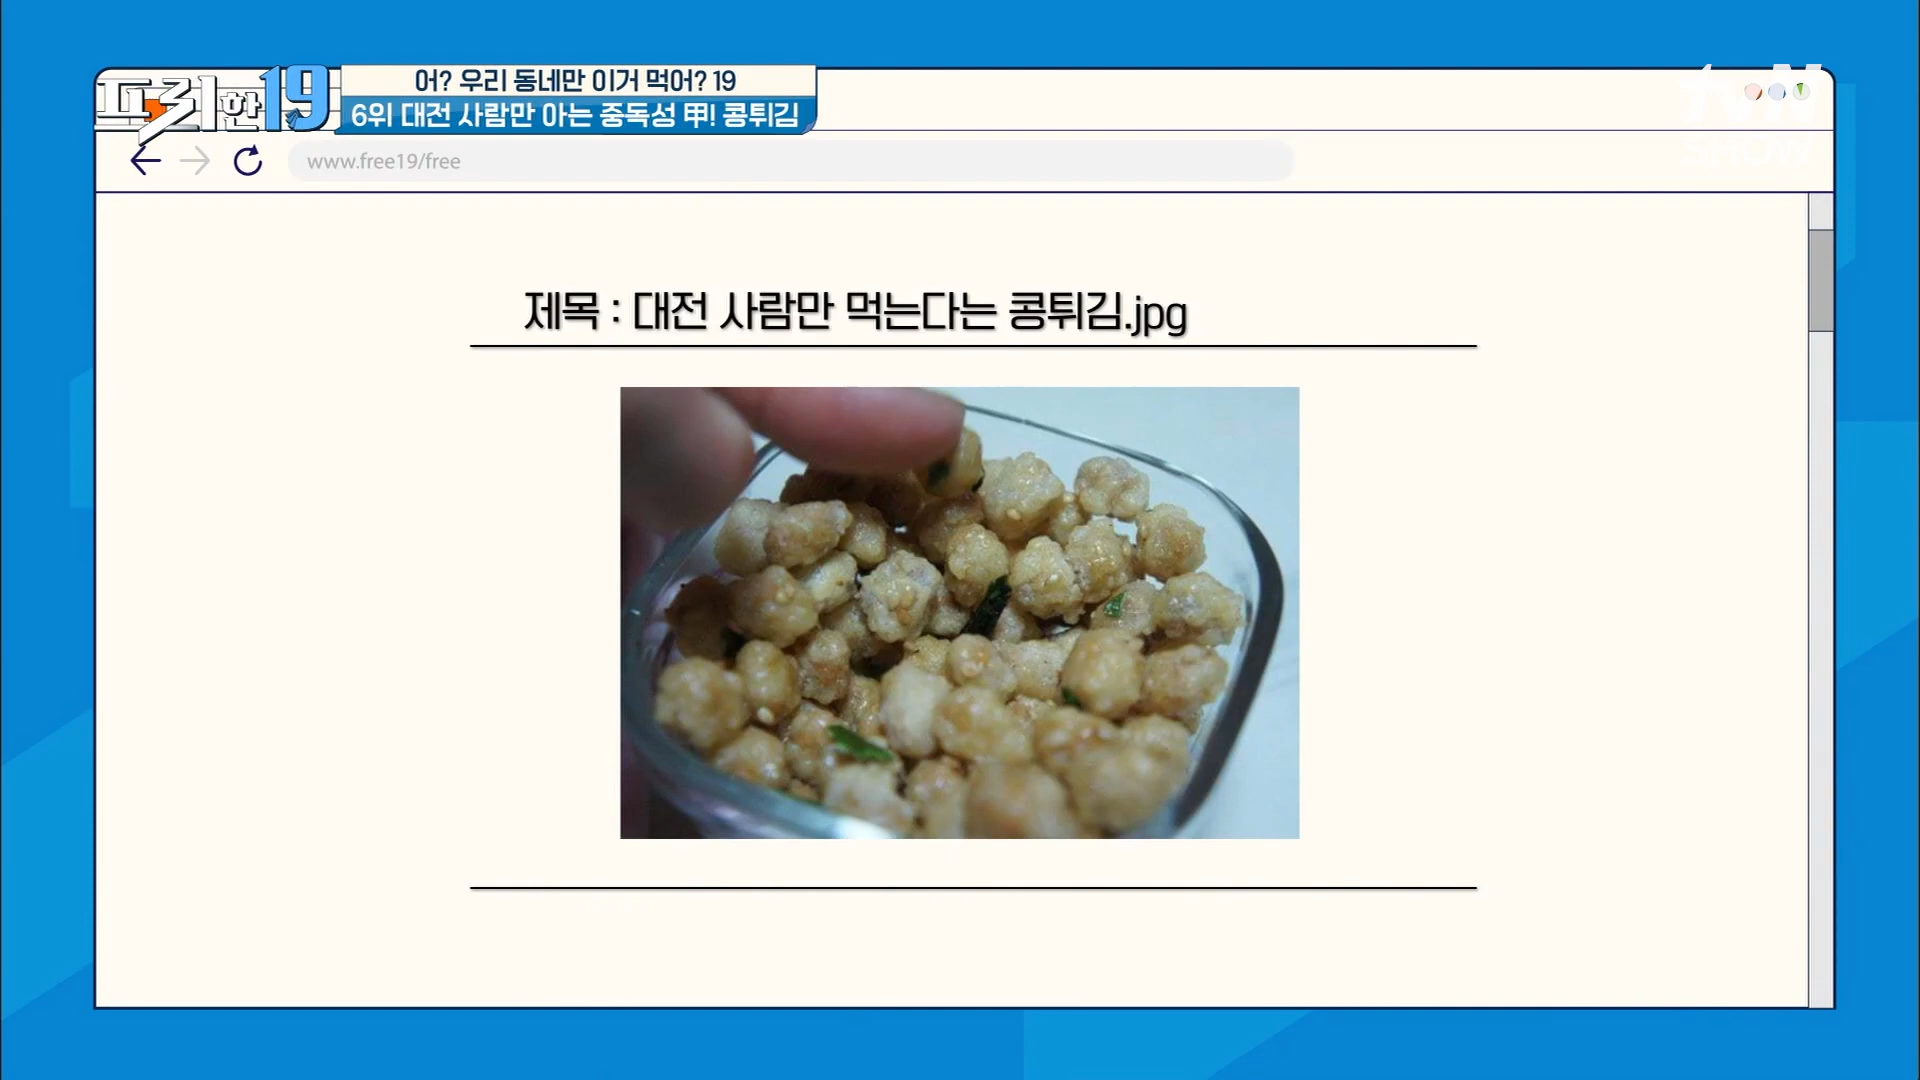 프리한19
어? 우리 동네만 이거 먹어? 19
6위 대전 사람만 아는 중독성 甲! 콩튀김
tvN
SHOW
www.free19/free
제목 : 대전 사람만 먹는다는 콩튀김.jpg